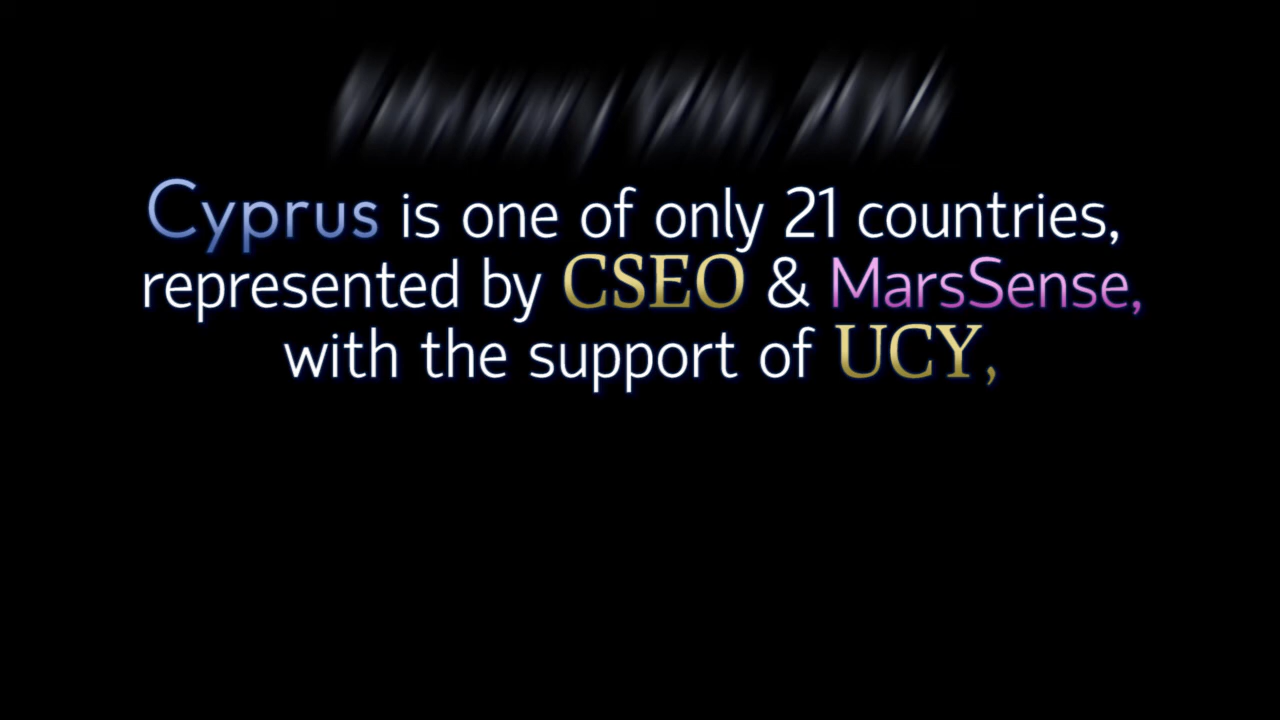 Cyprus is one of only 21 countries,
represented by CSEO & MarsSense,
with the support of UCY,